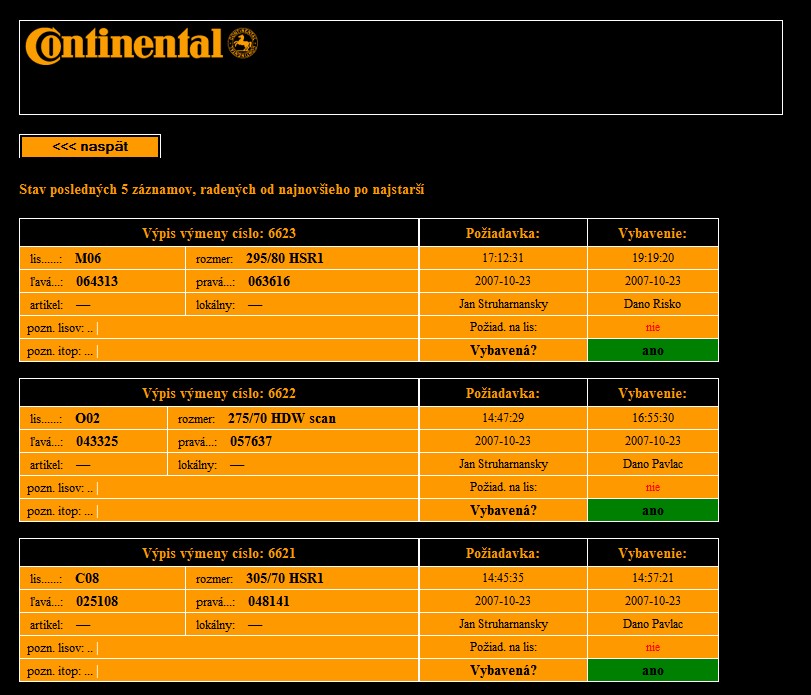 Continental
<<< naspät
Stav posledných 5 záznamov, radených od najnovšieho po najstarší
Výpis výmeny císlo: 6623 Požiadavka: Vybavenie:
lis......: M06 rozmer: 295/80 HSR1 17:12:31 19:19:20
ľavá...: 064313 pravá...: 063616 2007-10-23 2007-10-23
artikel: --- lokálny: --- Jan Struharnansky Dano Risko
pozn. lisov: .. | Požiad. na lis: nie
pozn. itop: ... | Vybavená? ano
Výpis výmeny císlo: 6622 Požiadavka: Vybavenie:
lis......: O02 rozmer: 275/70 HDW scan 14:47:29 16:55:30
ľavá...: 043325 pravá...: 057637 2007-10-23 2007-10-23
artikel: --- lokálny: --- Jan Struharnansky Dano Pavlac
pozn. lisov: .. | Požiad. na lis: nie
pozn. itop: ... | Vybavená? ano
Výpis výmeny císlo: 6621 Požiadavka: Vybavenie:
lis......: C08 rozmer: 305/70 HSR1 14:45:35 14:57:21
ľavá...: 025108 pravá...: 048141 2007-10-23 2007-10-23
artikel: --- lokálny: --- Jan Struharnansky Dano Pavlac
pozn. lisov: .. | Požiad. na lis: nie
pozn. itop: ... | Vybavená? ano